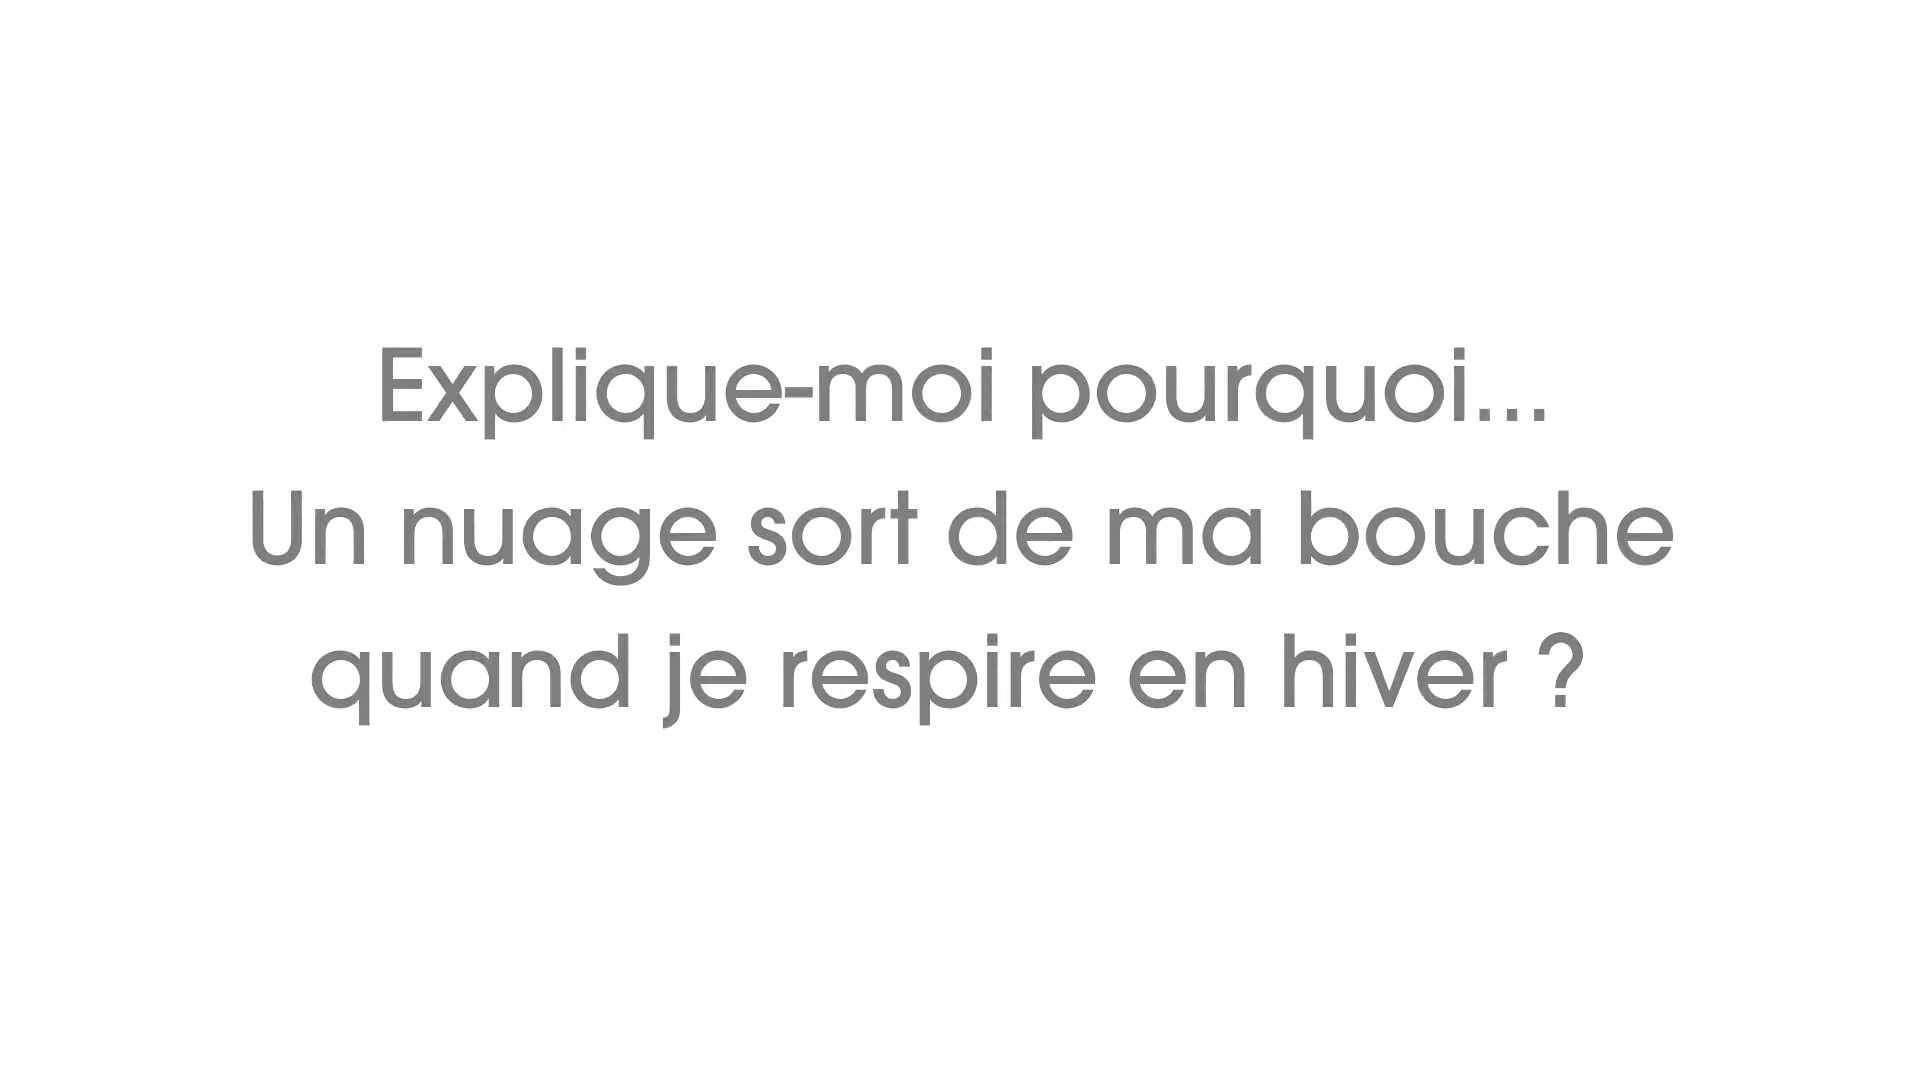 Explique-moi pourquoi...
Un nuage sort de ma bouche
quand je respire en hiver ?